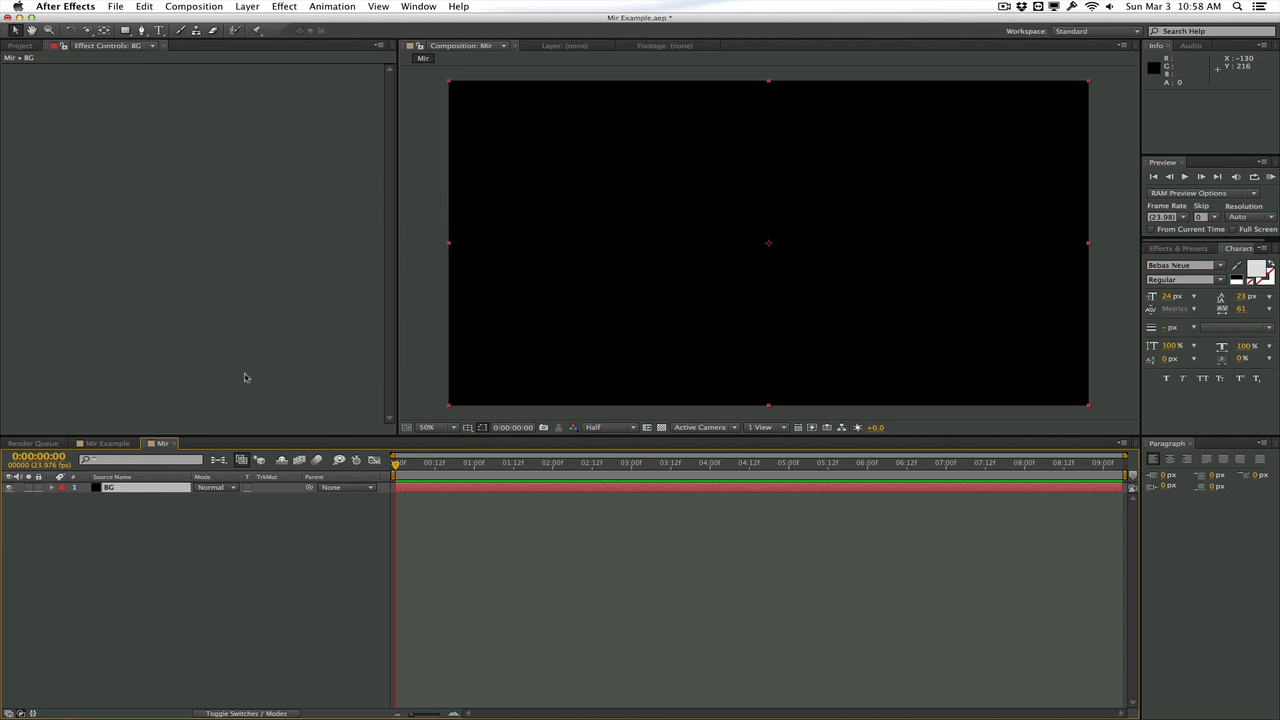 After Effects File Edit Composition Layer Effect Animation View Window Help Sun Mar 3 10:58 AM
Mir Example.aep *
Workspace: Standard Search Help
Project Effect Controls: BG Composition: Mir Layer: (none) Footage: (none) Info Audio
Mir • BG Mir
R: X: -130
G: Y: 216
B:
A: 0
Preview
RAM Preview Options
Frame Rate Skip Resolution
(23.98) 0 Auto
From Current Time Full Screen
Effects & Presets Charact
Bebas Neue
Regular
24 px 23 px
Metrics 61
- px
100 % 100 %
0 px 0 %
T T TT Tr T' T,
50% 0:00:00:00 Half Active Camera 1 View +0.0
Render Queue Mir Example Mir Paragraph
0:00:00:00
00000 (23.976 fps)
00f 00:12f 01:00f 01:12f 02:00f 02:12f 03:00f 03:12f 04:00f 04:12f 05:00f 05:12f 06:00f 06:12f 07:00f 07:12f 08:00f 08:12f 09:00f
# Source Name Mode T TrkMat Parent
1 BG Normal None
0 px 0 px 0 px
0 px 0 px
Toggle Switches / Modes